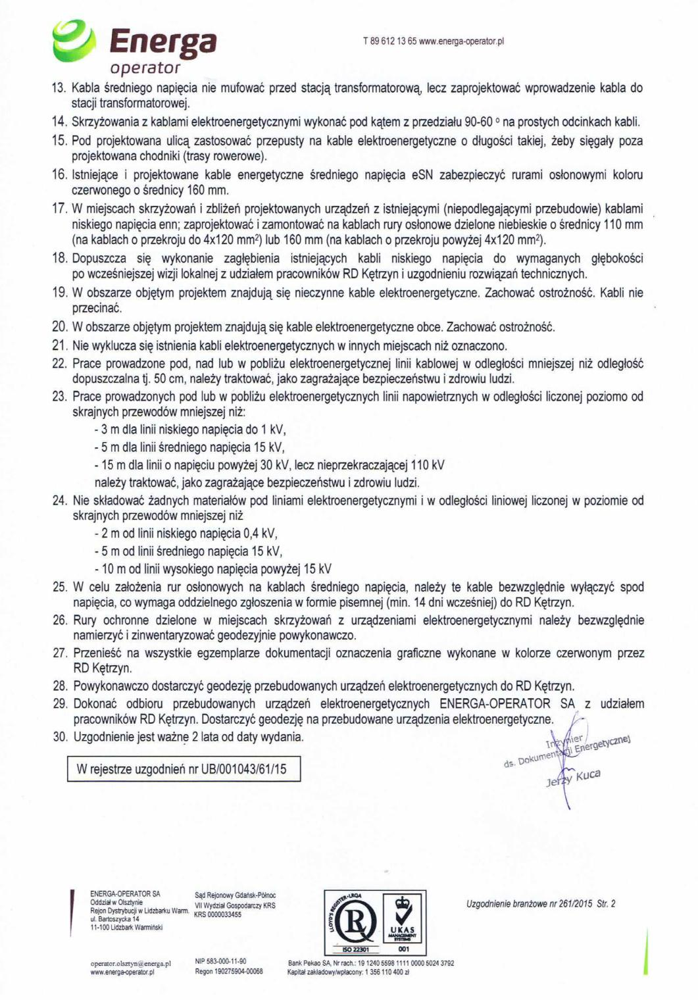 Energa
operator
T 89 612 13 65 www.energa-operator.pl
13. Kabla średniego napięcia nie mufować przed stacją transformatorową, lecz zaprojektować wprowadzenie kabla do
stacji transformatorowej.
14. Skrzyżowania z kablami elektroenergetycznymi wykonać pod kątem z przedziału 90-60 ° na prostych odcinkach kabli.
15. Pod projektowana ulicą zastosować przepusty na kable elektroenergetyczne o długości takiej, żeby sięgały poza
projektowana chodniki (trasy rowerowe).
16. Istniejące i projektowane kable energetyczne średniego napięcia eSN zabezpieczyć rurami osłonowymi koloru
czerwonego o średnicy 160 mm.
17. W miejscach skrzyżowań i zbliżeń projektowanych urządzeń z istniejącymi (niepodlegającymi przebudowie) kablami
niskiego napięcia enn; zaprojektować i zamontować na kablach rury osłonowe dzielone niebieskie o średnicy 110 mm
(na kablach o przekroju do 4x120 mm²) lub 160 mm (na kablach o przekroju powyżej 4x120 mm²).
18. Dopuszcza się wykonanie zagłębienia istniejących kabli niskiego napięcia do wymaganych głębokości
po wcześniejszej wizji lokalnej z udziałem pracowników RD Kętrzyn i uzgodnieniu rozwiązań technicznych.
19. W obszarze objętym projektem znajdują się nieczynne kable elektroenergetyczne. Zachować ostrożność. Kabli nie
przecinać.
20. W obszarze objętym projektem znajdują się kable elektroenergetyczne obce. Zachować ostrożność.
21. Nie wyklucza się istnienia kabli elektroenergetycznych w innych miejscach niż oznaczono.
22. Prace prowadzone pod, nad lub w pobliżu elektroenergetycznej linii kablowej w odległości mniejszej niż odległość
dopuszczalna tj. 50 cm, należy traktować, jako zagrażające bezpieczeństwu i zdrowiu ludzi.
23. Prace prowadzonych pod lub w pobliżu elektroenergetycznych linii napowietrznych w odległości liczonej poziomo od
skrajnych przewodów mniejszej niż:
- 3 m dla linii niskiego napięcia do 1 kV,
- 5 m dla linii średniego napięcia 15 kV,
- 15 m dla linii o napięciu powyżej 30 kV, lecz nieprzekraczającej 110 kV
należy traktować, jako zagrażające bezpieczeństwu i zdrowiu ludzi.
24. Nie składować żadnych materiałów pod liniami elektroenergetycznymi i w odległości liniowej liczonej w poziomie od
skrajnych przewodów mniejszej niż
- 2 m od linii niskiego napięcia 0,4 kV,
- 5 m od linii średniego napięcia 15 kV,
- 10 m od linii wysokiego napięcia powyżej 15 kV
25. W celu założenia rur osłonowych na kablach średniego napięcia, należy te kable bezwzględnie wyłączyć spod
napięcia, co wymaga oddzielnego zgłoszenia w formie pisemnej (min. 14 dni wcześniej) do RD Kętrzyn.
26. Rury ochronne dzielone w miejscach skrzyżowań z urządzeniami elektroenergetycznymi należy bezwzględnie
namierzyć i zinwentaryzować geodezyjnie powykonawczo.
27. Przenieść na wszystkie egzemplarze dokumentacji oznaczenia graficzne wykonane w kolorze czerwonym przez
RD Kętrzyn.
28. Powykonawczo dostarczyć geodezję przebudowanych urządzeń elektroenergetycznych do RD Kętrzyn.
29. Dokonać odbioru przebudowanych urządzeń elektroenergetycznych ENERGA-OPERATOR SA z udziałem
pracowników RD Kętrzyn. Dostarczyć geodezję na przebudowane urządzenia elektroenergetyczne.
30. Uzgodnienie jest ważne 2 lata od daty wydania.
Inżynier
ds. Dokumentacji Energetycznej
Jerzy Kuca
W rejestrze uzgodnień nr UB/001043/61/15
ENERGA-OPERATOR SA
Oddział w Olsztynie
Rejon Dystrybucji w Lidzbarku Warm.
ul. Bartoszycka 14
11-100 Lidzbark Warmiński
Sąd Rejonowy Gdańsk-Północ
VII Wydział Gospodarczy KRS
KRS 0000033455
LLOYD'S REGISTER-LRQA
R
ISO 22301
UKAS
MANAGEMENT
SYSTEMS
001
Uzgodnienie branżowe nr 261/2015 Str. 2
operator.olsztyn@energa.pl
www.energa-operator.pl
NIP 583-000-11-90
Regon 190275904-00068
Bank Pekao SA, Nr rach.: 19 1240 5598 1111 0000 5024 3792
Kapitał zakładowy/wpłacony: 1 356 110 400 zł